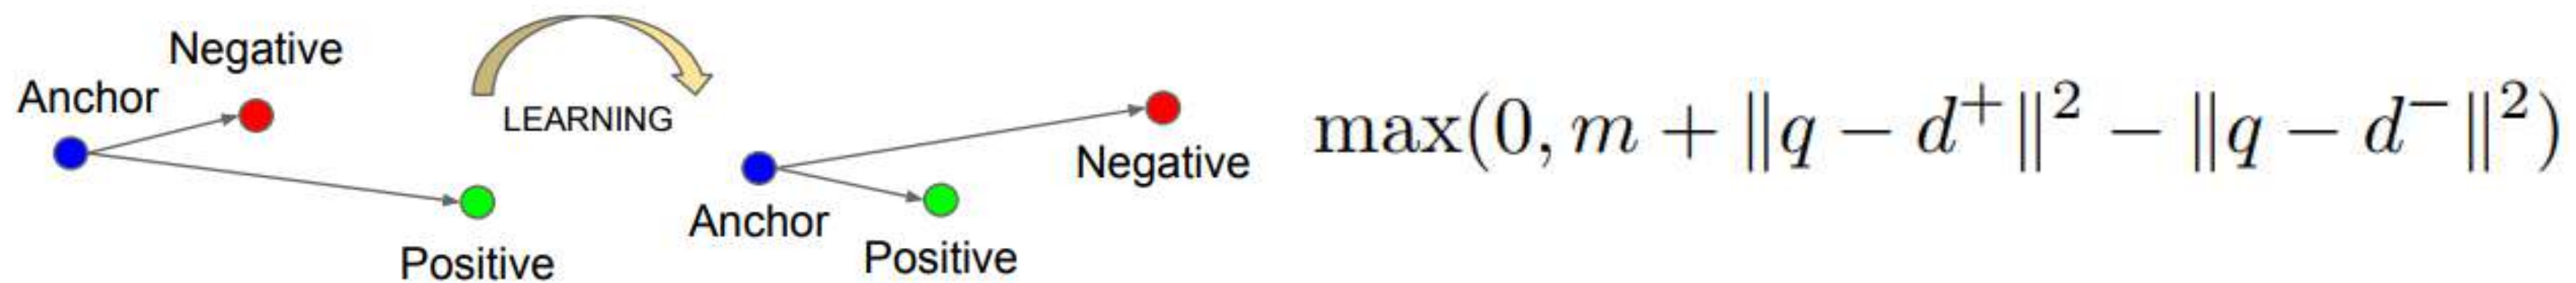 Negative
Anchor
LEARNING
Positive
Negative
Anchor
Positive
max(0, m + ‖q − d⁺‖² − ‖q − d⁻‖²)